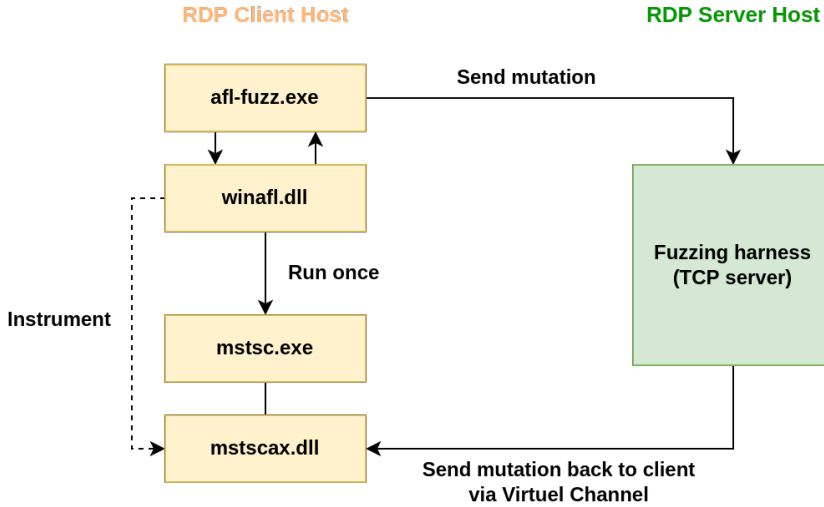 RDP Client Host
RDP Server Host
afl-fuzz.exe
Send mutation
winafl.dll
Fuzzing harness
(TCP server)
Run once
Instrument
mstsc.exe
mstscax.dll
Send mutation back to client
via Virtuel Channel